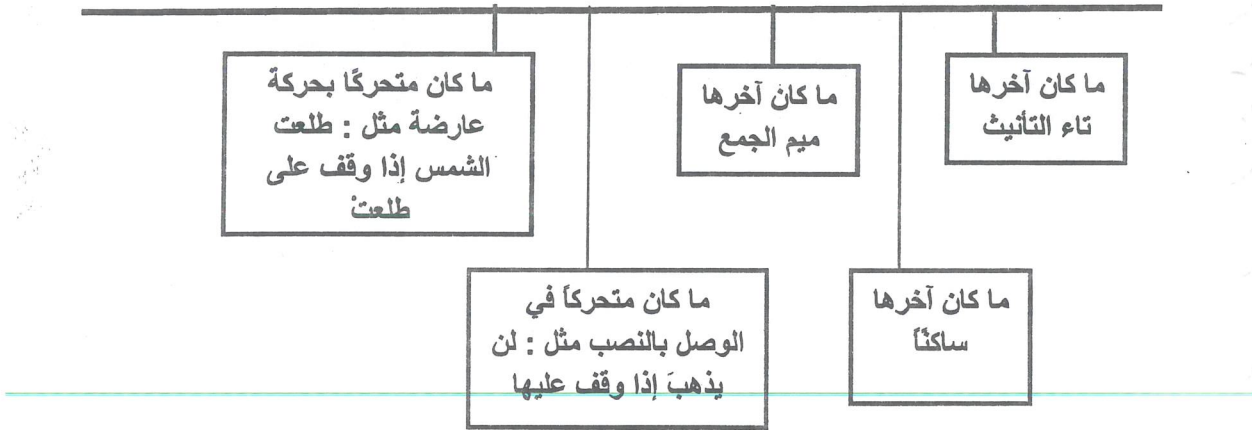 ما كان آخرها
تاء التأنيث
ما كان آخرها
ميم الجمع
ما كان متحركًا بحركة
عارضة مثل : طلعت
الشمس إذا وقف على
طلعتْ
ما كان آخرها
ساكنًاً
ما كان متحركاً في
الوصل بالنصب مثل : لن
يذهبَ إذا وقف عليها